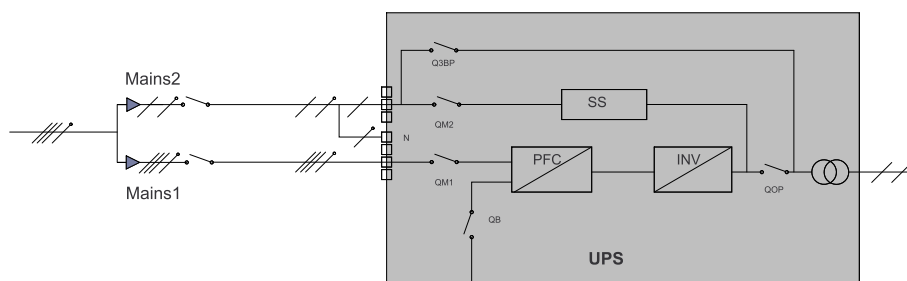 Mains2
Q3BP
SS
QM2
N
PFC
INV
QM1
QOP
Mains1
QB
UPS